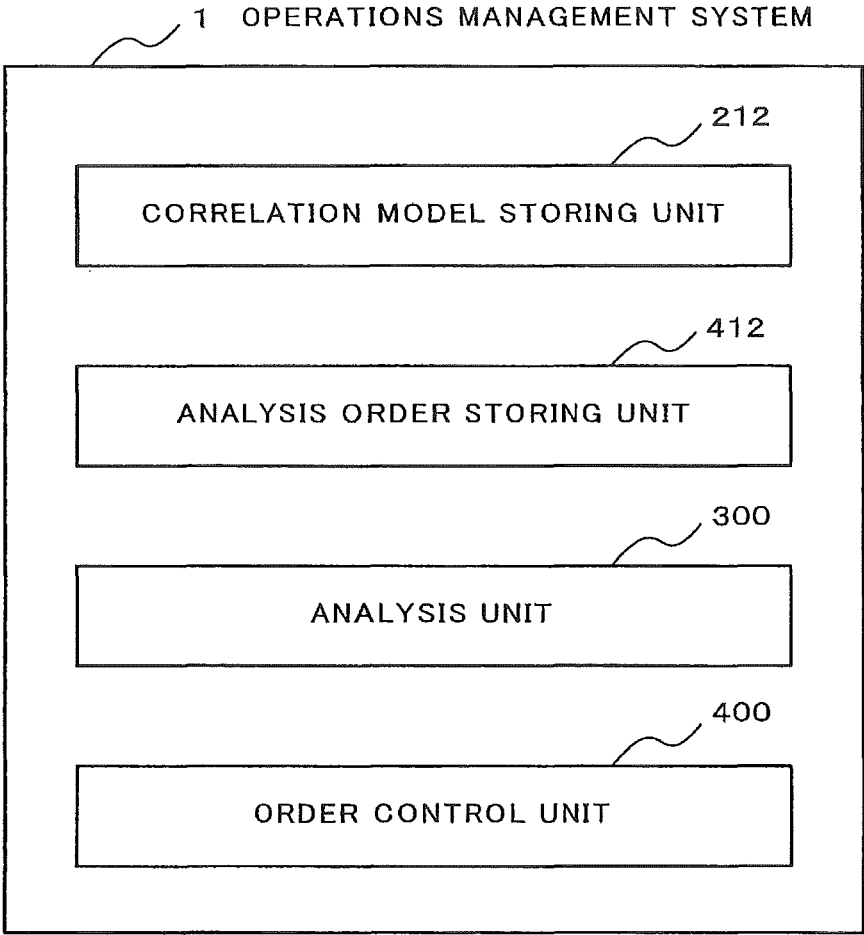 1 OPERATIONS MANAGEMENT SYSTEM
212
CORRELATION MODEL STORING UNIT
412
ANALYSIS ORDER STORING UNIT
300
ANALYSIS UNIT
400
ORDER CONTROL UNIT